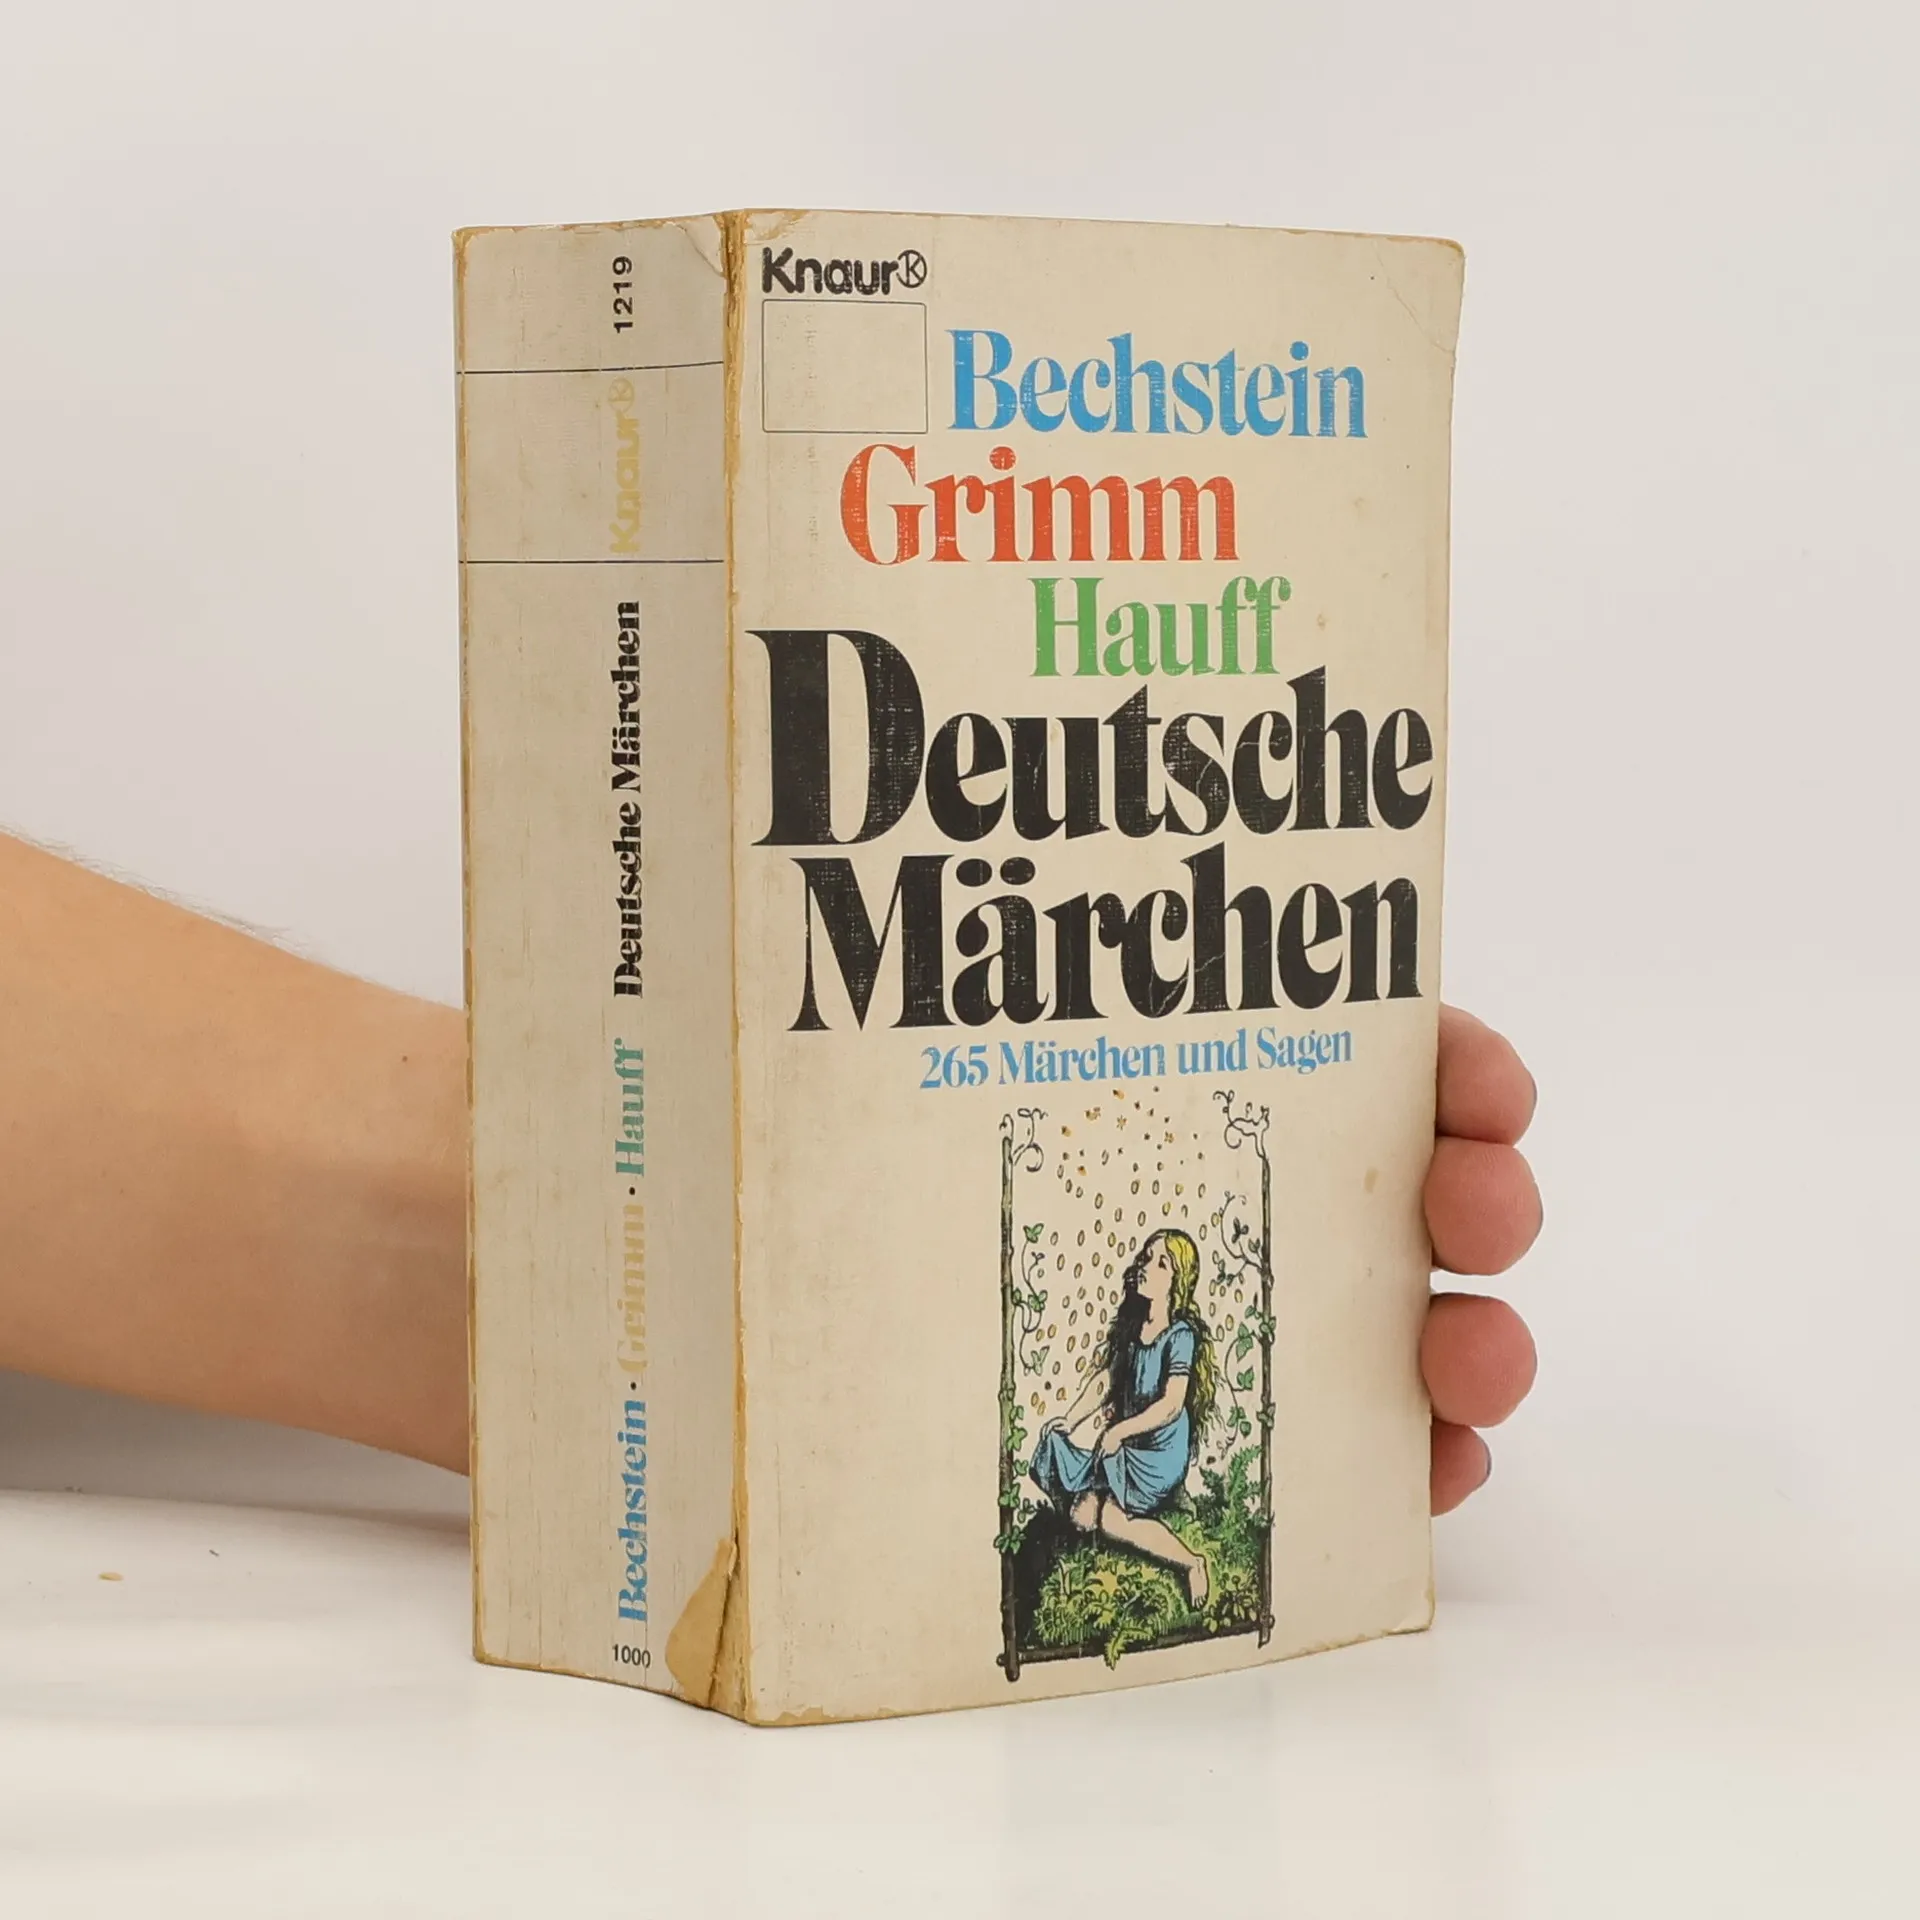 Knaur
Bechstein
Grimm
Hauff
Deutsche
Märchen
265 Märchen und Sagen
1219
Knaur
Bechstein · Grimm · Hauff Deutsche Märchen
1000